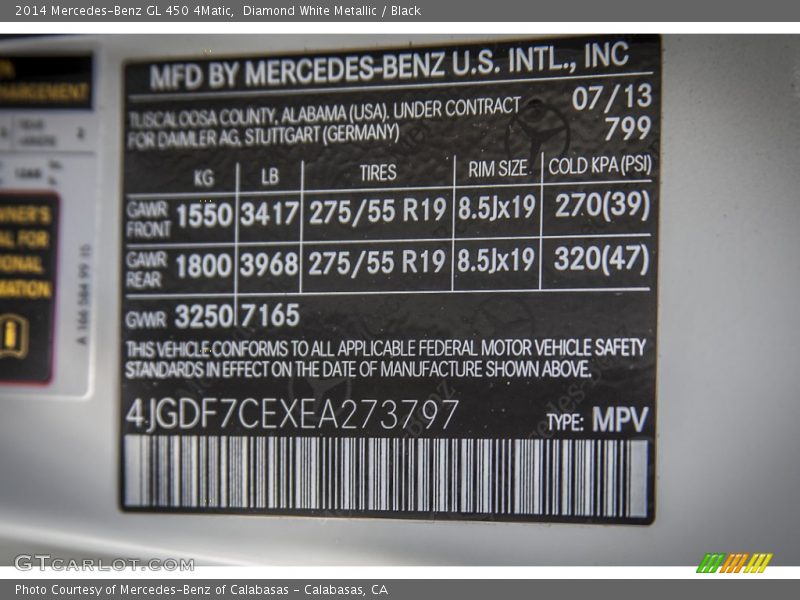 2014 Mercedes-Benz GL 450 4Matic,  Diamond White Metallic / Black
MFD BY MERCEDES-BENZ U.S. INTL., INC
TUSCALOOSA COUNTY, ALABAMA (USA). UNDER CONTRACT 07/13
FOR DAIMLER AG, STUTTGART (GERMANY) 799
KG LB TIRES RIM SIZE COLD KPA(PSI)
GAWR FRONT 1550 3417 275/55 R19 8.5Jx19 270(39)
GAWR REAR 1800 3968 275/55 R19 8.5Jx19 320(47)
GWR 3250 7165
THIS VEHICLE CONFORMS TO ALL APPLICABLE FEDERAL MOTOR VEHICLE SAFETY
STANDARDS IN EFFECT ON THE DATE OF MANUFACTURE SHOWN ABOVE.
4JGDF7CEXEA273797 TYPE: MPV
A 166 584 99 15
GTCARLOT.COM
Photo Courtesy of Mercedes-Benz of Calabasas - Calabasas, CA